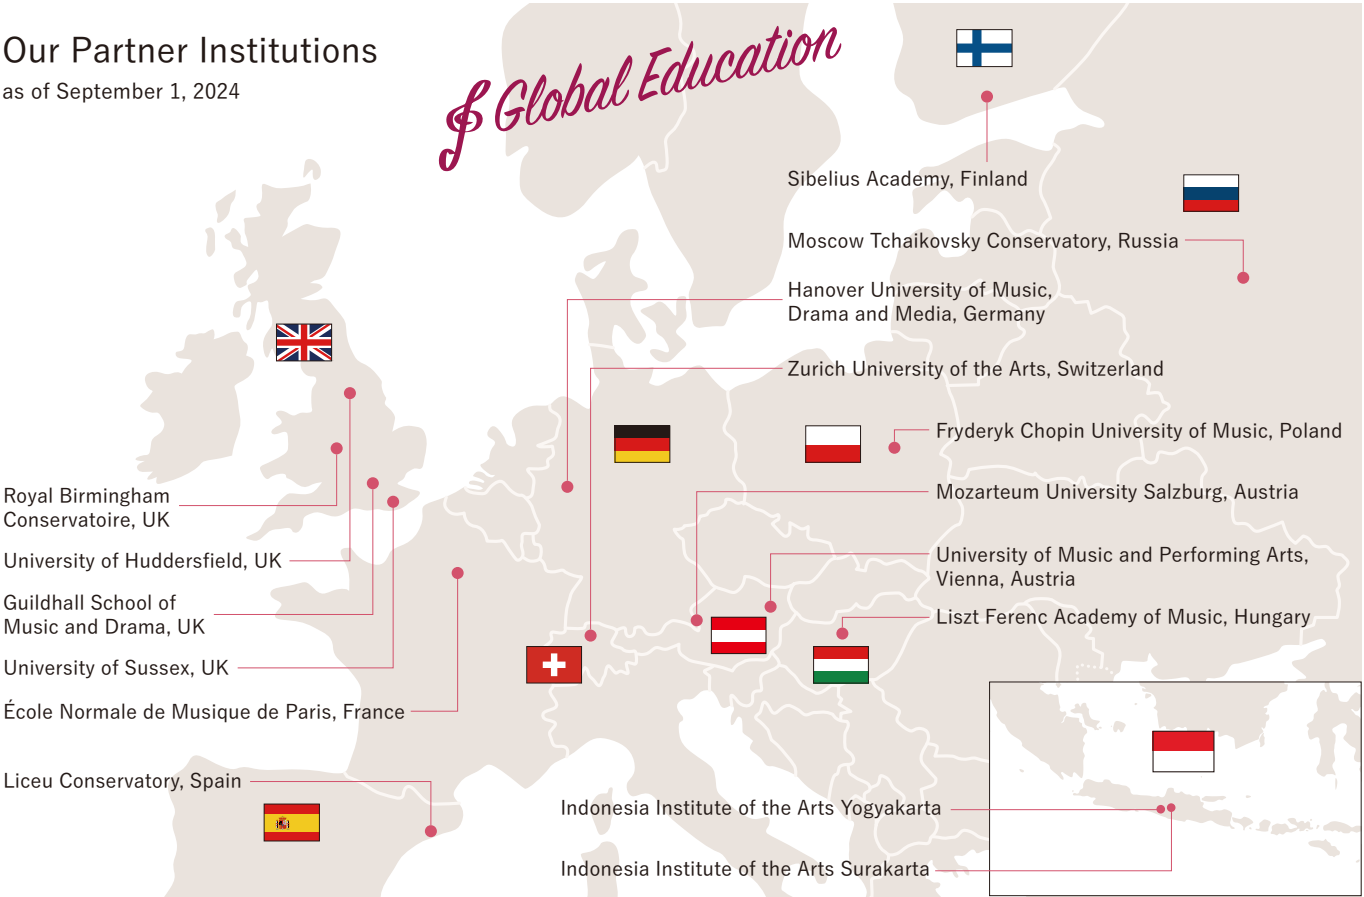 Our Partner Institutions
as of September 1, 2024
Global Education
Sibelius Academy, Finland
Moscow Tchaikovsky Conservatory, Russia
Hanover University of Music,
Drama and Media, Germany
Zurich University of the Arts, Switzerland
Fryderyk Chopin University of Music, Poland
Mozarteum University Salzburg, Austria
University of Music and Performing Arts,
Vienna, Austria
Liszt Ferenc Academy of Music, Hungary
Royal Birmingham
Conservatoire, UK
University of Huddersfield, UK
Guildhall School of
Music and Drama, UK
University of Sussex, UK
École Normale de Musique de Paris, France
Liceu Conservatory, Spain
Indonesia Institute of the Arts Yogyakarta
Indonesia Institute of the Arts Surakarta